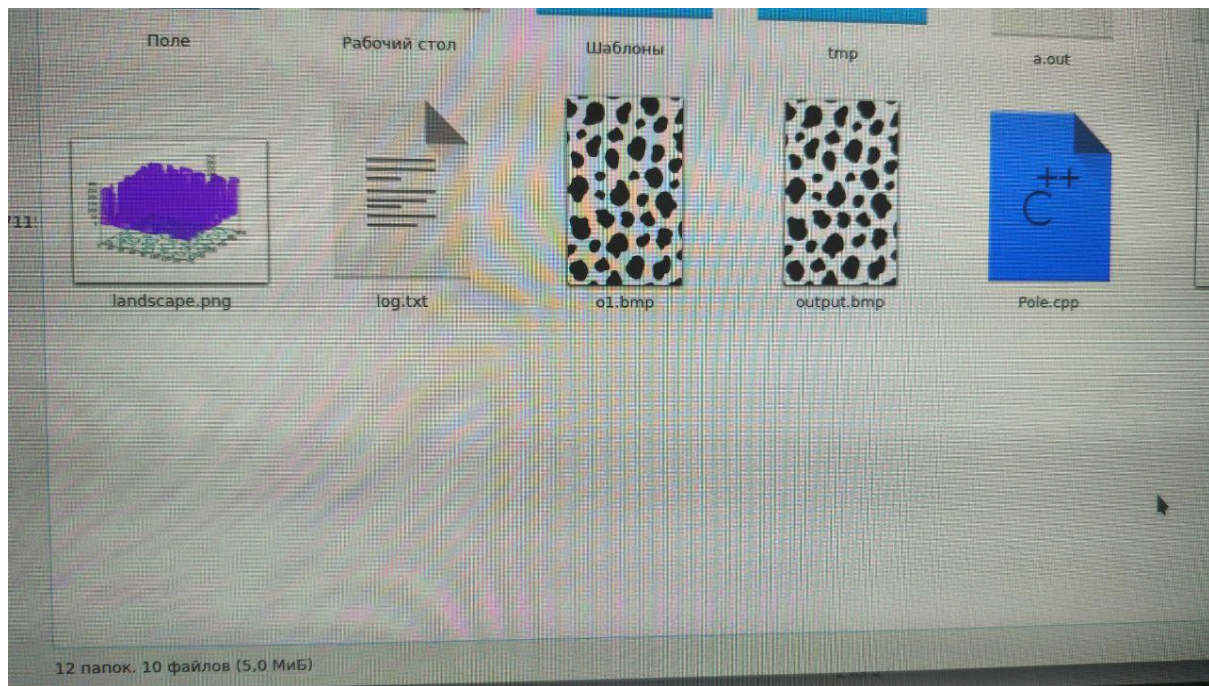 Поле
Рабочий стол
Шаблоны
tmp
a.out
C++
landscape.png
log.txt
o1.bmp
output.bmp
Pole.cpp
12 папок. 10 файлов (5,0 МиБ)